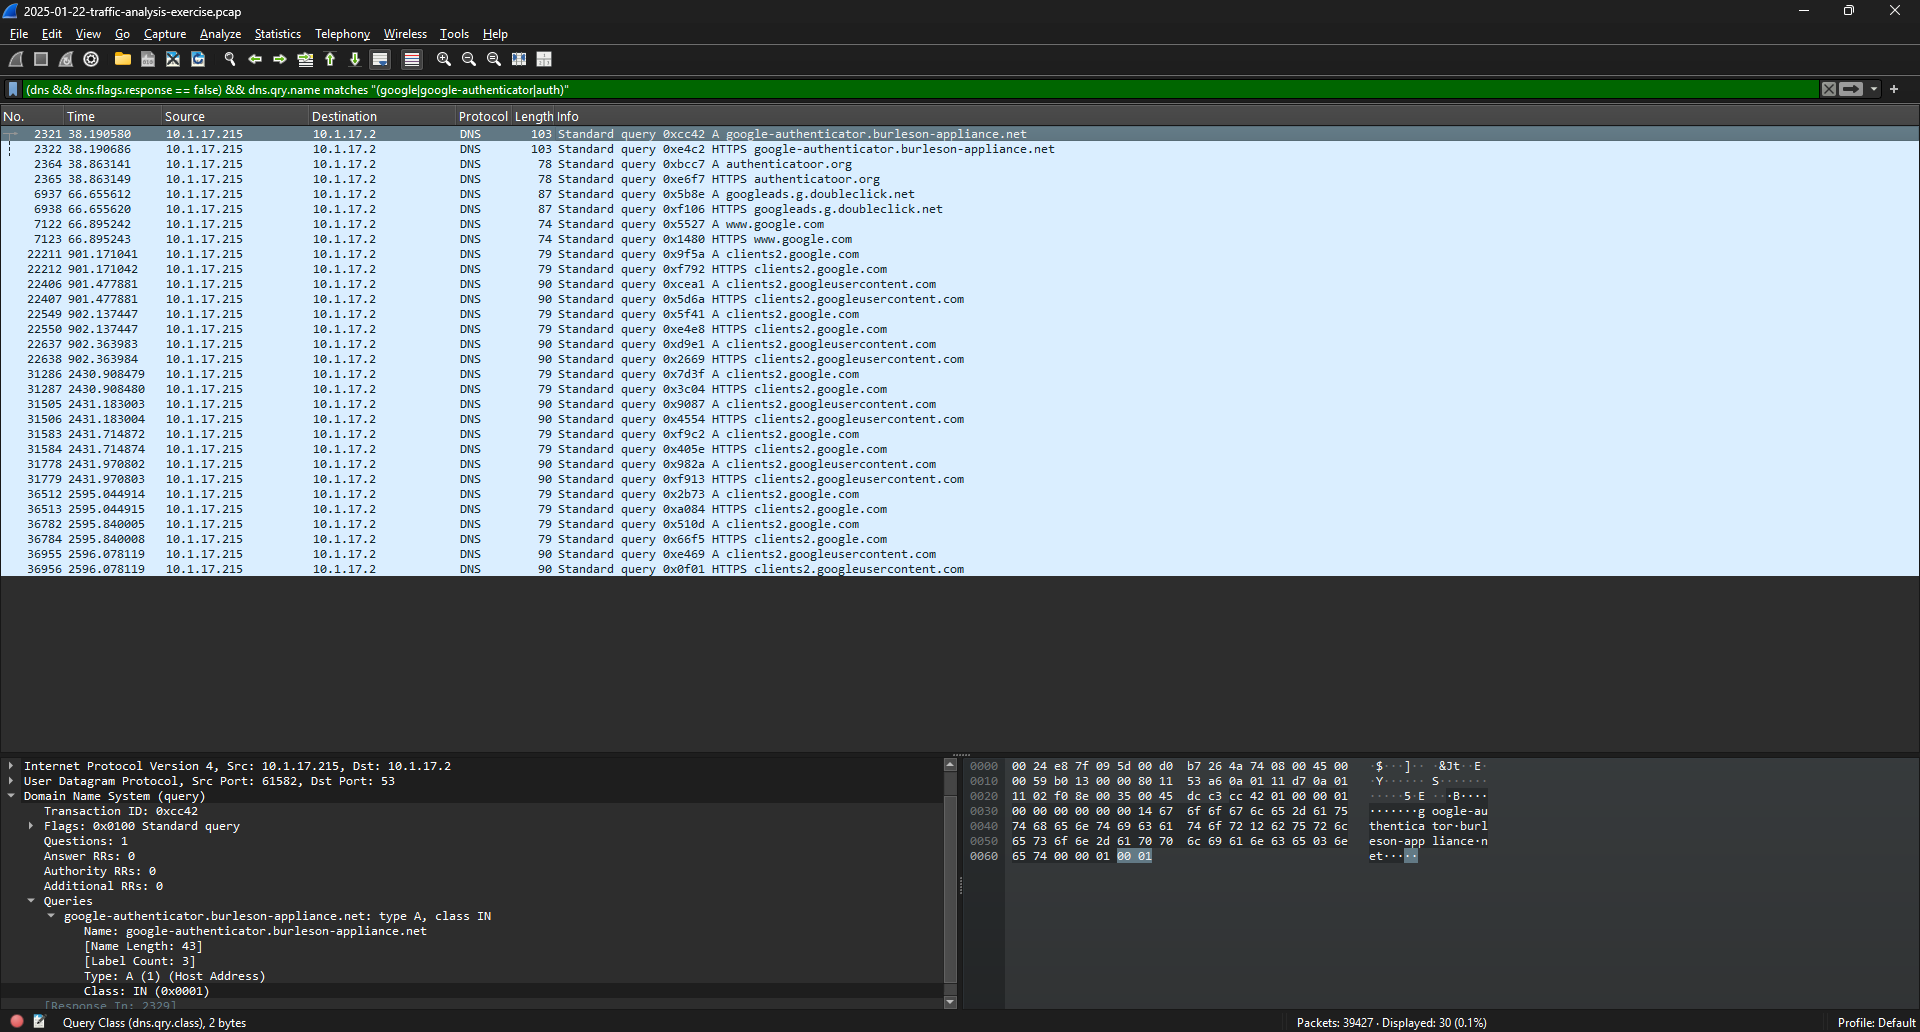 2025-01-22-traffic-analysis-exercise.pcap
File Edit View Go Capture Analyze Statistics Telephony Wireless Tools Help
(dns && dns.flags.response == false) && dns.qry.name matches "(google|google-authenticator|auth)"
No. Time Source Destination Protocol Length Info
2321 38.190580 10.1.17.215 10.1.17.2 DNS 103 Standard query 0xcc42 A google-authenticator.burleson-appliance.net
2322 38.190686 10.1.17.215 10.1.17.2 DNS 103 Standard query 0xe4c2 HTTPS google-authenticator.burleson-appliance.net
2364 38.863141 10.1.17.215 10.1.17.2 DNS 78 Standard query 0xbcc7 A authenticatoor.org
2365 38.863149 10.1.17.215 10.1.17.2 DNS 78 Standard query 0xe6f7 HTTPS authenticatoor.org
6937 66.655612 10.1.17.215 10.1.17.2 DNS 87 Standard query 0x5b8e A googleads.g.doubleclick.net
6938 66.655620 10.1.17.215 10.1.17.2 DNS 87 Standard query 0xf106 HTTPS googleads.g.doubleclick.net
7122 66.895242 10.1.17.215 10.1.17.2 DNS 74 Standard query 0x5527 A www.google.com
7123 66.895243 10.1.17.215 10.1.17.2 DNS 74 Standard query 0x1480 HTTPS www.google.com
22211 901.171041 10.1.17.215 10.1.17.2 DNS 79 Standard query 0x9f5a A clients2.google.com
22212 901.171042 10.1.17.215 10.1.17.2 DNS 79 Standard query 0xf792 HTTPS clients2.google.com
22406 901.477881 10.1.17.215 10.1.17.2 DNS 90 Standard query 0xcea1 A clients2.googleusercontent.com
22407 901.477881 10.1.17.215 10.1.17.2 DNS 90 Standard query 0x5d6a HTTPS clients2.googleusercontent.com
22549 902.137447 10.1.17.215 10.1.17.2 DNS 79 Standard query 0x5f41 A clients2.google.com
22550 902.137447 10.1.17.215 10.1.17.2 DNS 79 Standard query 0xe4e8 HTTPS clients2.google.com
22637 902.363983 10.1.17.215 10.1.17.2 DNS 90 Standard query 0xd9e1 A clients2.googleusercontent.com
22638 902.363984 10.1.17.215 10.1.17.2 DNS 90 Standard query 0x2669 HTTPS clients2.googleusercontent.com
31286 2430.908479 10.1.17.215 10.1.17.2 DNS 79 Standard query 0x7d3f A clients2.google.com
31287 2430.908480 10.1.17.215 10.1.17.2 DNS 79 Standard query 0x3c04 HTTPS clients2.google.com
31505 2431.183003 10.1.17.215 10.1.17.2 DNS 90 Standard query 0x9087 A clients2.googleusercontent.com
31506 2431.183004 10.1.17.215 10.1.17.2 DNS 90 Standard query 0x4554 HTTPS clients2.googleusercontent.com
31583 2431.714872 10.1.17.215 10.1.17.2 DNS 79 Standard query 0xf9c2 A clients2.google.com
31584 2431.714874 10.1.17.215 10.1.17.2 DNS 79 Standard query 0x405e HTTPS clients2.google.com
31778 2431.970802 10.1.17.215 10.1.17.2 DNS 90 Standard query 0x982a A clients2.googleusercontent.com
31779 2431.970803 10.1.17.215 10.1.17.2 DNS 90 Standard query 0xf913 HTTPS clients2.googleusercontent.com
36512 2595.044914 10.1.17.215 10.1.17.2 DNS 79 Standard query 0x2b73 A clients2.google.com
36513 2595.044915 10.1.17.215 10.1.17.2 DNS 79 Standard query 0xa084 HTTPS clients2.google.com
36782 2595.840005 10.1.17.215 10.1.17.2 DNS 79 Standard query 0x510d A clients2.google.com
36784 2595.840008 10.1.17.215 10.1.17.2 DNS 79 Standard query 0x66f5 HTTPS clients2.google.com
36955 2596.078119 10.1.17.215 10.1.17.2 DNS 90 Standard query 0xe469 A clients2.googleusercontent.com
36956 2596.078119 10.1.17.215 10.1.17.2 DNS 90 Standard query 0x0f01 HTTPS clients2.googleusercontent.com
Internet Protocol Version 4, Src: 10.1.17.215, Dst: 10.1.17.2
User Datagram Protocol, Src Port: 61582, Dst Port: 53
Domain Name System (query)
Transaction ID: 0xcc42
Flags: 0x0100 Standard query
Questions: 1
Answer RRs: 0
Authority RRs: 0
Additional RRs: 0
Queries
google-authenticator.burleson-appliance.net: type A, class IN
Name: google-authenticator.burleson-appliance.net
[Name Length: 43]
[Label Count: 3]
Type: A (1) (Host Address)
Class: IN (0x0001)
[Response In: 2329]
0000 00 24 e8 7f 09 5d 00 d0 b7 26 4a 74 08 00 45 00 ·$···]·· ·&Jt··E·
0010 00 59 b0 13 00 00 80 11 53 a6 0a 01 11 d7 0a 01 ·Y······ S·······
0020 11 02 f0 8e 00 35 00 45 dc c3 cc 42 01 00 00 01 ·····5·E ···B····
0030 00 00 00 00 00 00 14 67 6f 6f 67 6c 65 2d 61 75 ·······g oogle-au
0040 74 68 65 6e 74 69 63 61 74 6f 72 12 62 75 72 6c thentica tor·burl
0050 65 73 6f 6e 2d 61 70 70 6c 69 61 6e 63 65 03 6e eson-app liance·n
0060 65 74 00 00 01 00 01 et·····
Query Class (dns.qry.class), 2 bytes
Packets: 39427 · Displayed: 30 (0.1%)
Profile: Default